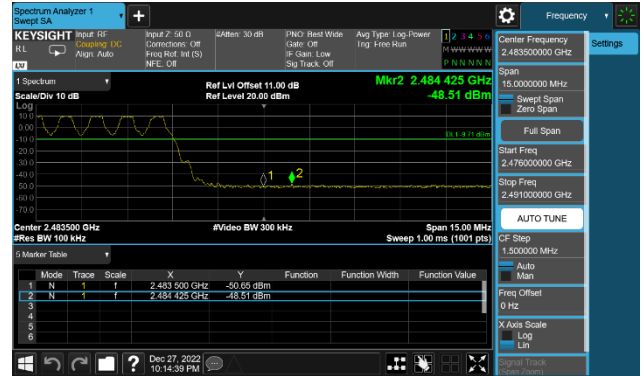 Spectrum Analyzer 1
Swept SA
Frequency
KEYSIGHT
Input: RF
Coupling: DC
Align: Auto
Input Z: 50 Ω
Corrections: Off
Freq Ref: Int (S)
NFE: Off
#Atten: 30 dB
PNO: Best Wide
Gate: Off
IF Gain: Low
Sig Track: Off
Avg Type: Log-Power
Trig: Free Run
1 2 3 4 5 6
M W W W W W
P N N N N N
R L
LXI
1 Spectrum
Scale/Div 10 dB
Log
Ref Lvl Offset 11.00 dB
Ref Level 20.00 dBm
Mkr2 2.484 425 GHz
-48.51 dBm
10.0
0.00
-10.0
-20.0
-30.0
-40.0
-50.0
-60.0
-70.0
DL1 -9.71 dBm
1
2
Center 2.483500 GHz
#Res BW 100 kHz
#Video BW 300 kHz
Span 15.00 MHz
Sweep 1.00 ms (1001 pts)
5 Marker Table
Mode Trace Scale X Y Function Function Width Function Value
1 N 1 f 2.483 500 GHz -50.65 dBm
2 N 1 f 2.484 425 GHz -48.51 dBm
3
4
5
6
Dec 27, 2022
10:14:39 PM
Center Frequency
2.483500000 GHz
Settings
Span
15.0000000 MHz
Swept Span
Zero Span
Full Span
Start Freq
2.476000000 GHz
Stop Freq
2.491000000 GHz
AUTO TUNE
CF Step
1.500000 MHz
Auto
Man
Freq Offset
0 Hz
X Axis Scale
Log
Lin
Signal Track
(Span Zoom)